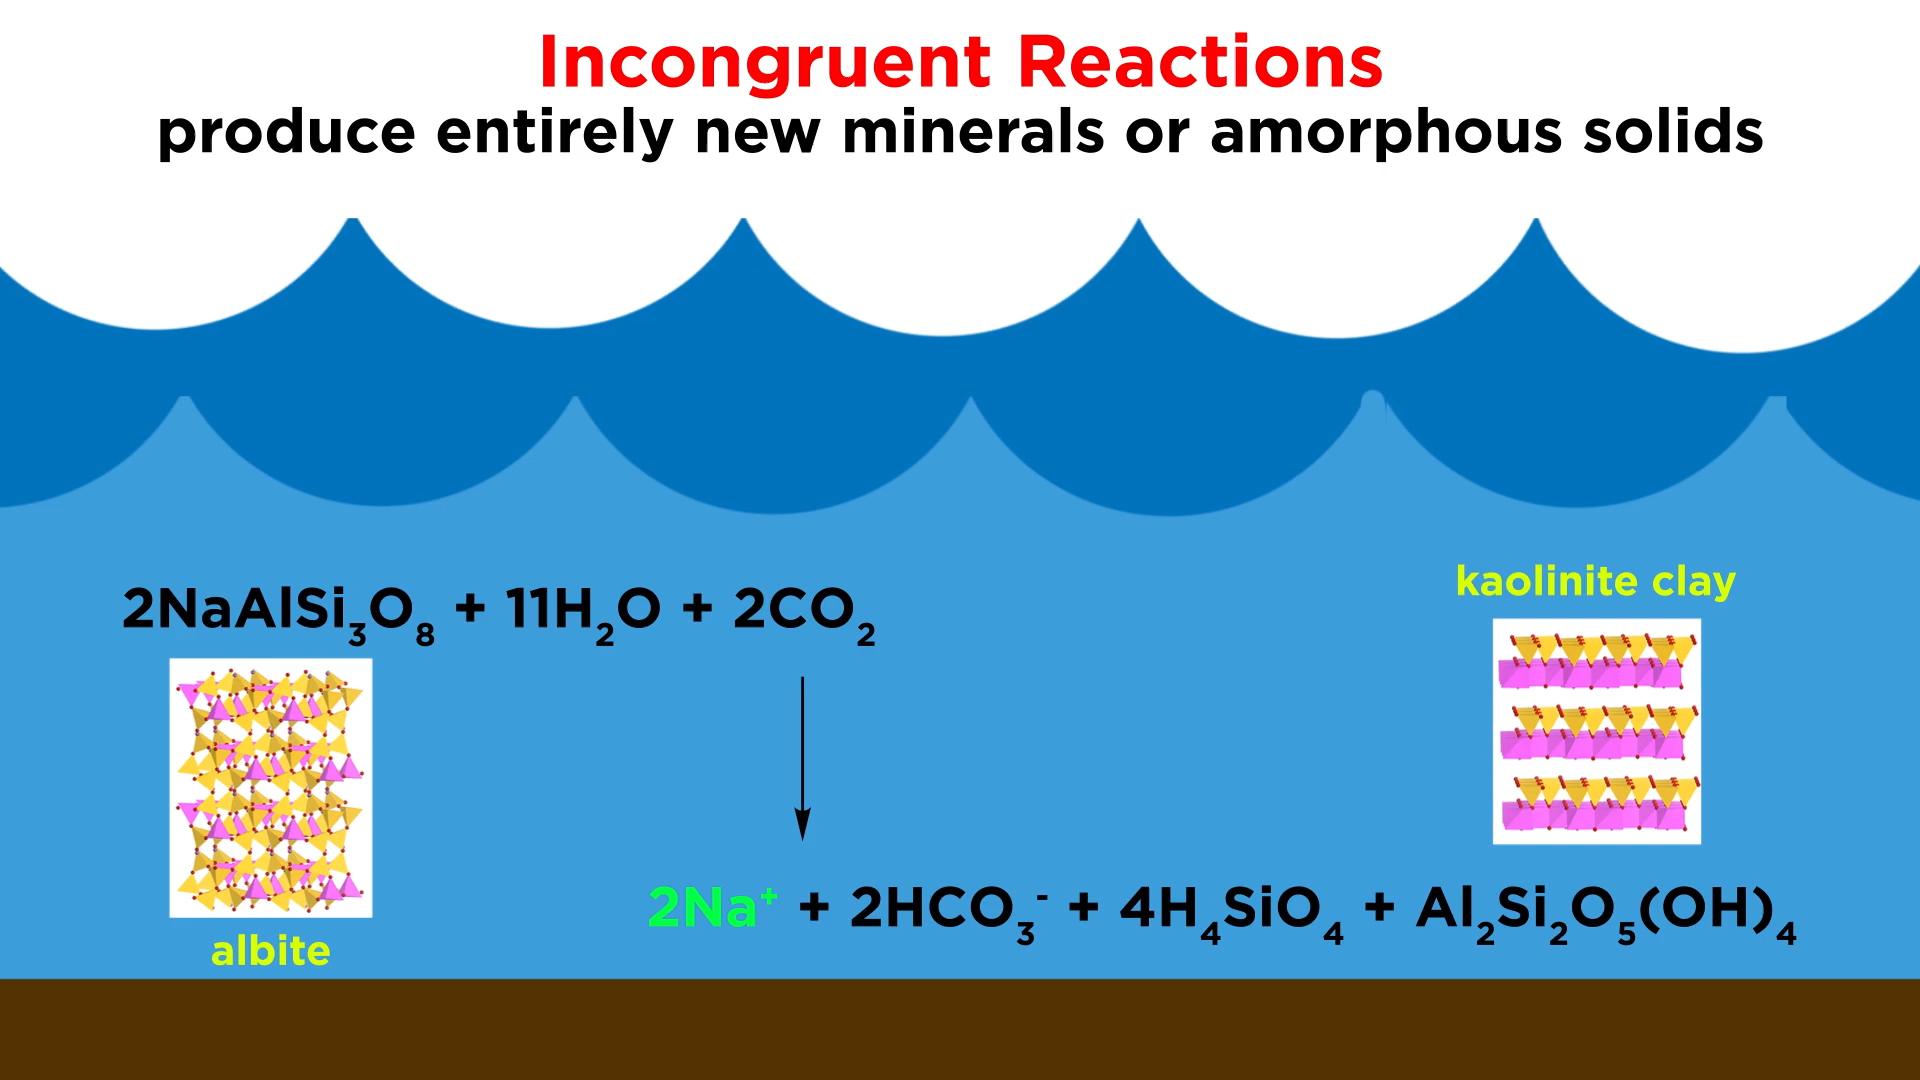 Incongruent Reactions
produce entirely new minerals or amorphous solids
kaolinite clay
2NaAlSi₃O₈ + 11H₂O + 2CO₂
2Na⁺ + 2HCO₃⁻ + 4H₄SiO₄ + Al₂Si₂O₅(OH)₄
albite